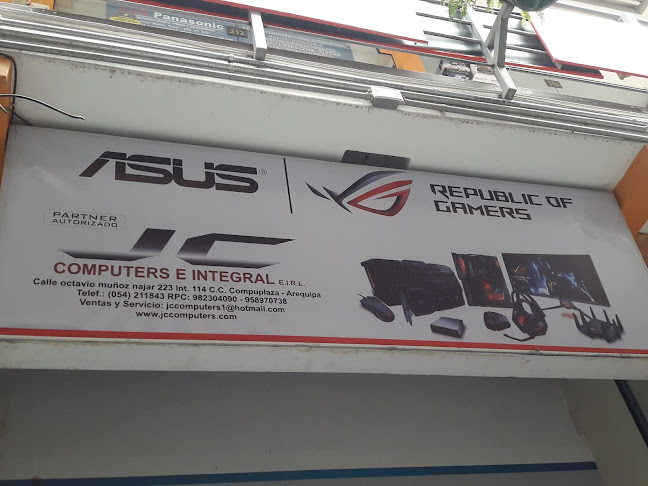 Panasonic
212
ASUS
REPUBLIC OF
GAMERS
PARTNER
AUTORIZADO
JC
COMPUTERS E INTEGRAL E.I.R.L.
Calle octavio muñoz najar 223 Int. 114 C.C. Compuplaza - Arequipa
Telef.: (054) 211843 RPC: 982304090 - 958970738
Ventas y Servicio: jccomputers1@hotmail.com
www.jccomputers.com